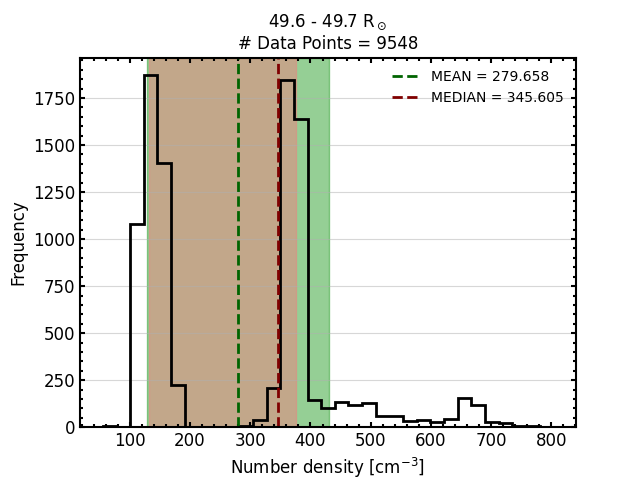 49.6 - 49.7 R⊙
# Data Points = 9548
MEAN = 279.658
MEDIAN = 345.605
Frequency
1750
1500
1250
1000
750
500
250
0
100 200 300 400 500 600 700 800
Number density [cm⁻³]